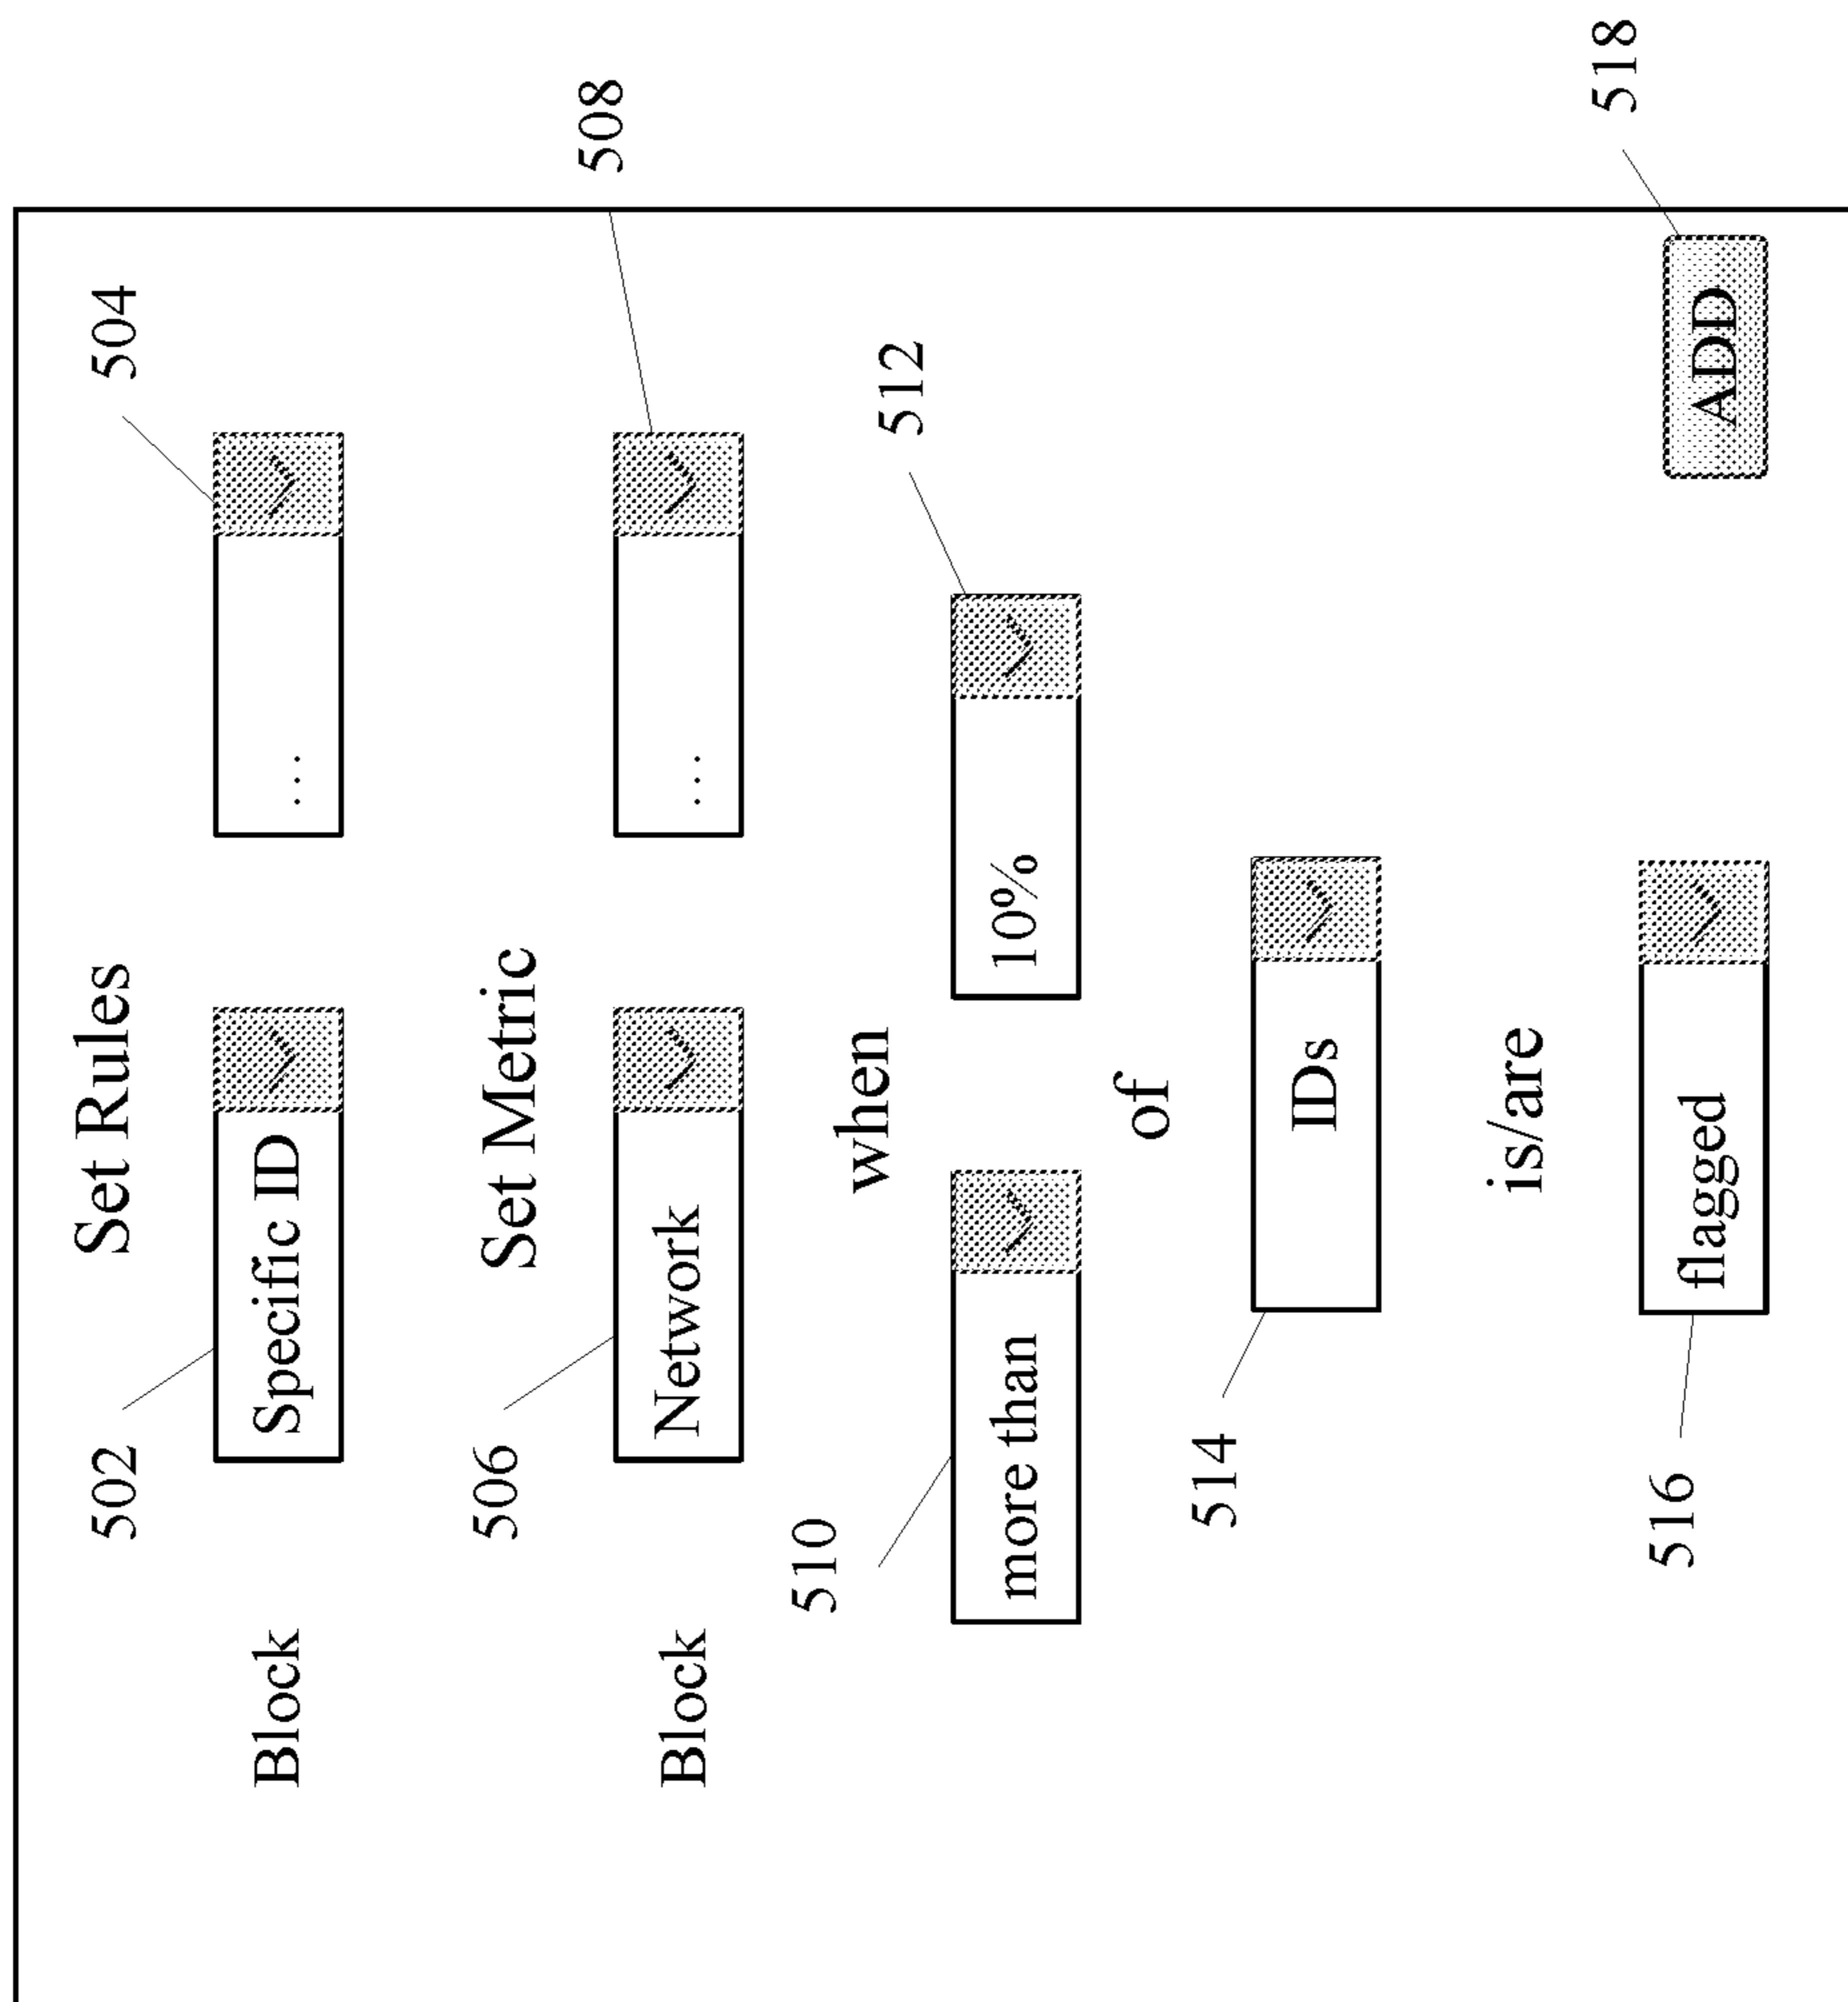 504
502
Set Rules
Block
Specific ID
...
508
506
Set Metric
Block
Network
...
512
510
when
more than
10%
of
514
IDs
is/are
518
516
flagged
ADD